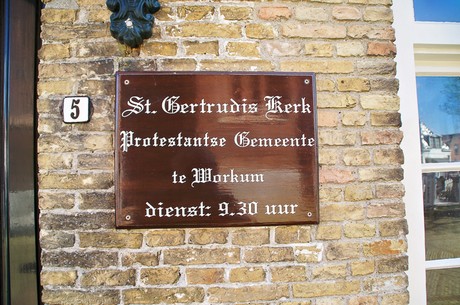 5
St. Gertrudis Kerk
Protestantse Gemeente
te Workum
dienst: 9.30 uur